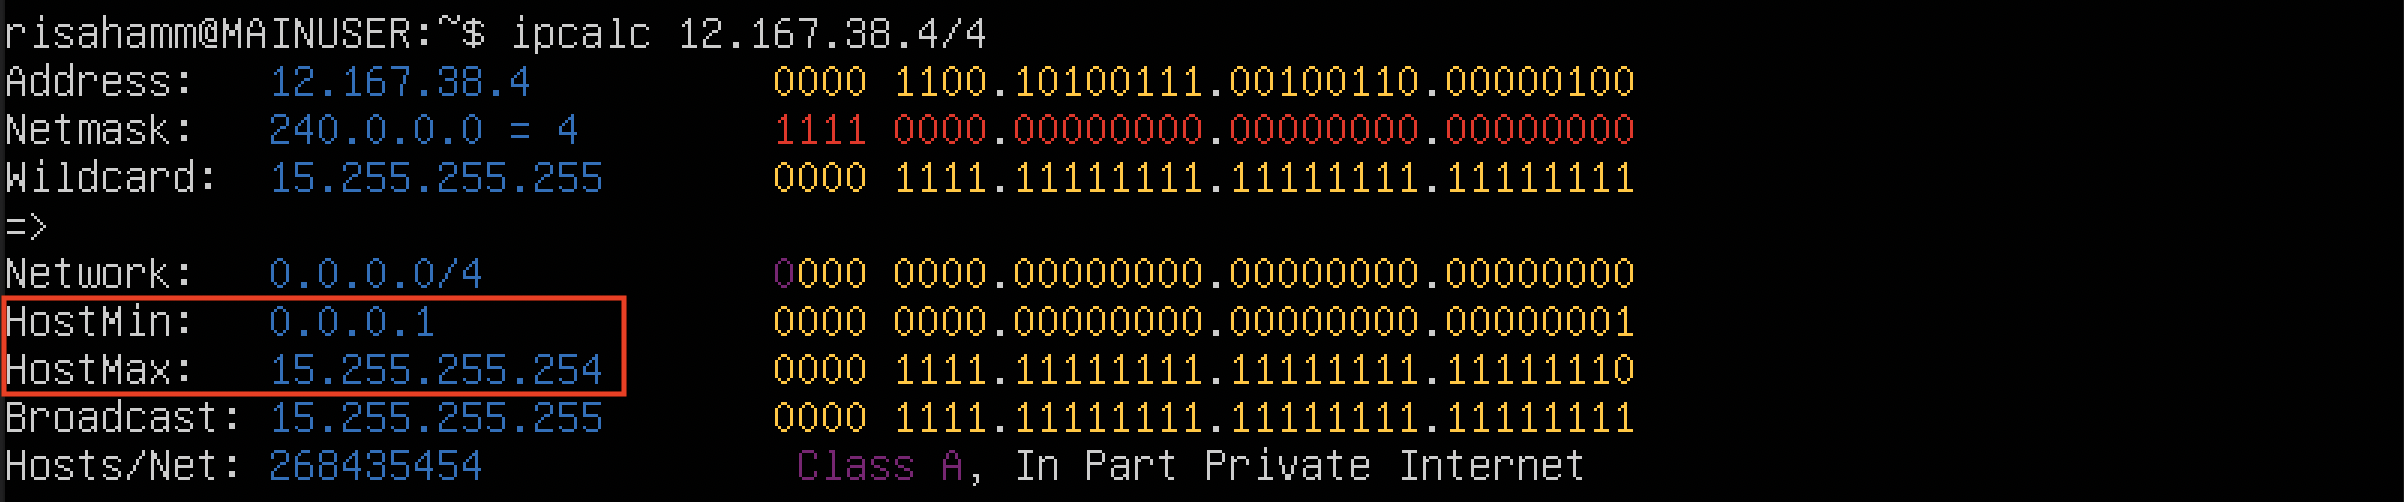 risahamm@MAINUSER:~$ ipcalc 12.167.38.4/4
Address: 12.167.38.4 0000 1100.10100111.00100110.00000100
Netmask: 240.0.0.0 = 4 1111 0000.00000000.00000000.00000000
Wildcard: 15.255.255.255 0000 1111.11111111.11111111.11111111
=>
Network: 0.0.0.0/4 0000 0000.00000000.00000000.00000000
HostMin: 0.0.0.1 0000 0000.00000000.00000000.00000001
HostMax: 15.255.255.254 0000 1111.11111111.11111111.11111110
Broadcast: 15.255.255.255 0000 1111.11111111.11111111.11111111
Hosts/Net: 268435454 Class A, In Part Private Internet